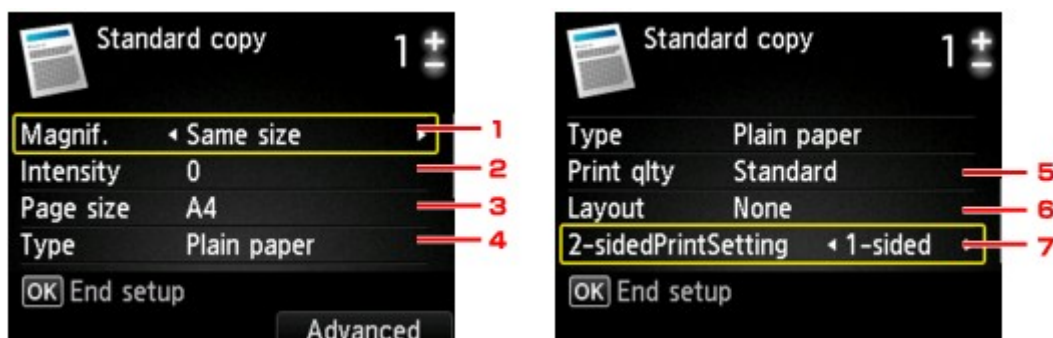 Standard copy 1 + -
Magnif. Same size 1
Intensity 0 2
Page size A4 3
Type Plain paper 4
OK End setup
Advanced
Standard copy 1 + -
Type Plain paper
Print qlty Standard 5
Layout None 6
2-sidedPrintSetting 1-sided 7
OK End setup